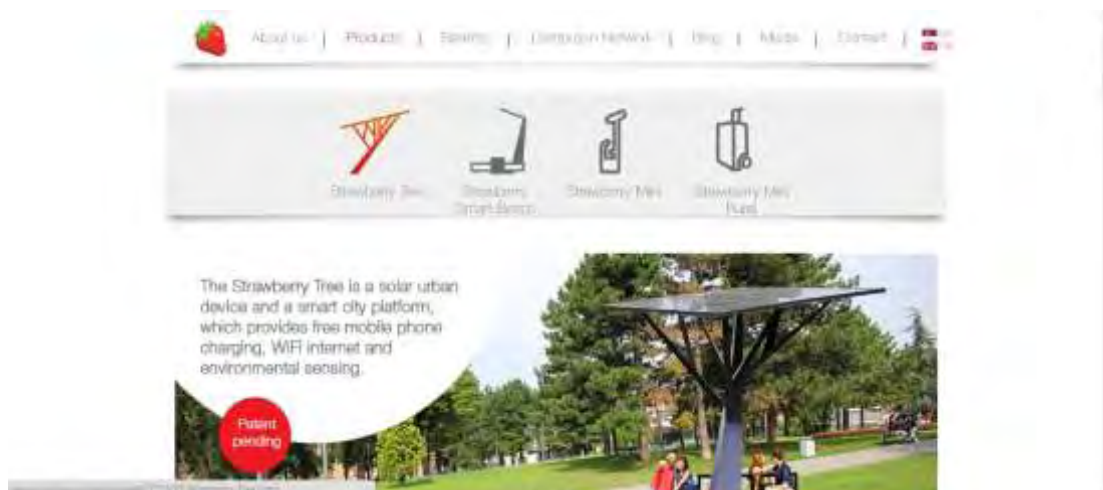 About us | Products | Benefits | Distribution Network | Blog | Media | Contact |
Strawberry Tree
Strawberry
Smart Bench
Strawberry Mini
Strawberry Mini
Rural
The Strawberry Tree is a solar urban
device and a smart city platform,
which provides free mobile phone
charging, WiFi internet and
environmental sensing.
Patent
pending